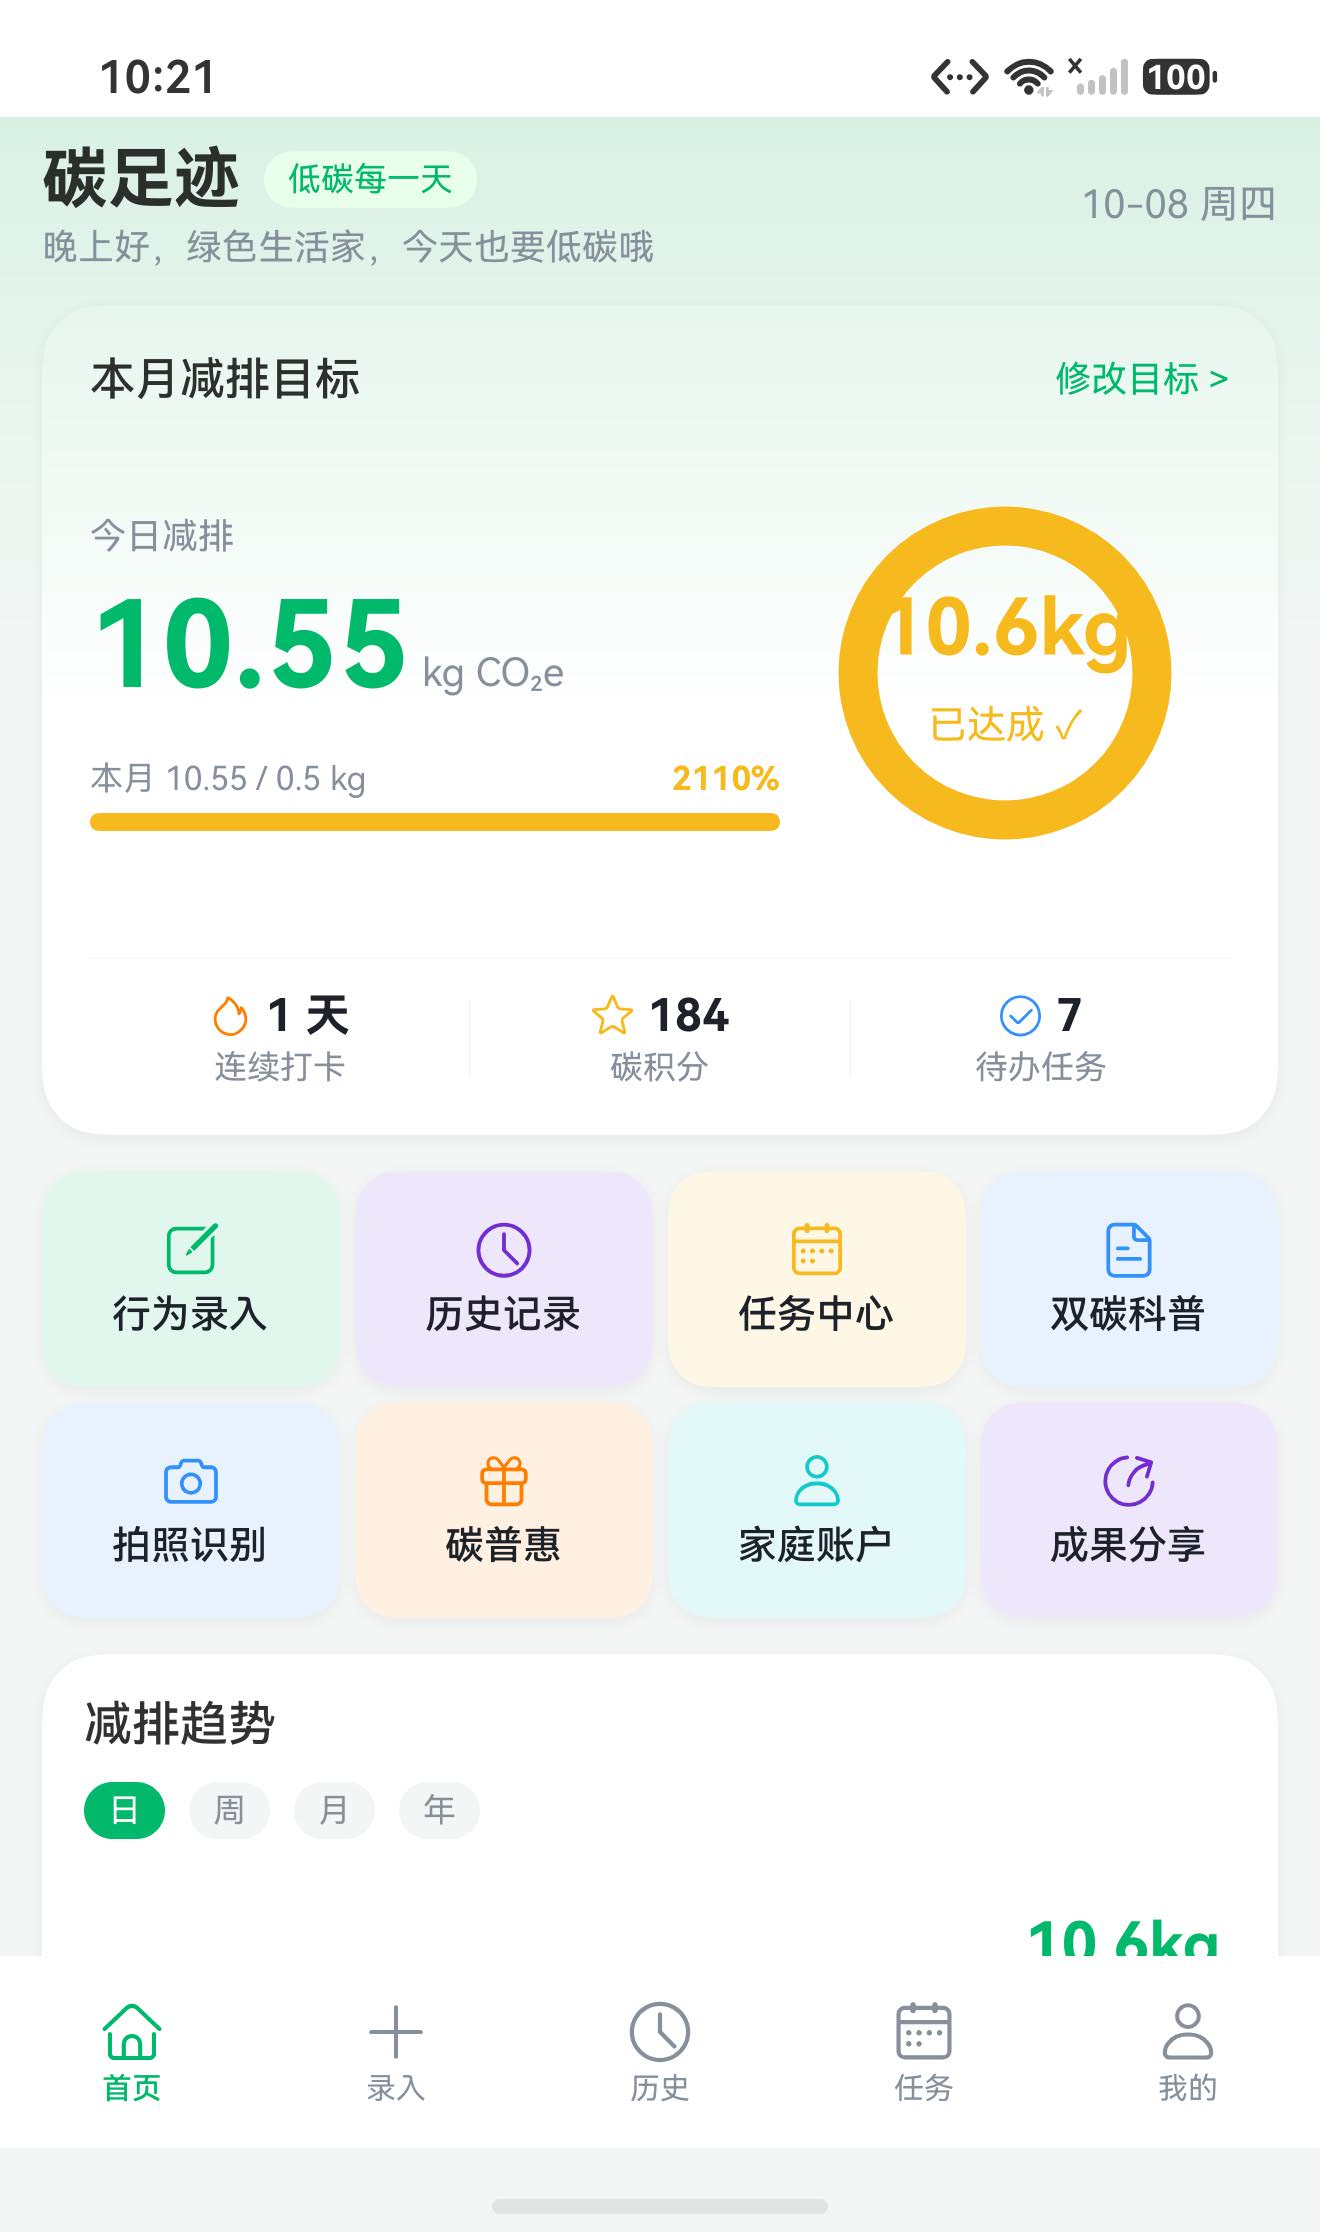 10:21
100
碳足迹
低碳每一天
10-08 周四
晚上好，绿色生活家，今天也要低碳哦
本月减排目标
修改目标 >
今日减排
10.55 kg CO₂e
10.6kg
已达成 ✓
本月 10.55 / 0.5 kg
2110%
1 天
184
7
连续打卡
碳积分
待办任务
行为录入
历史记录
任务中心
双碳科普
拍照识别
碳普惠
家庭账户
成果分享
减排趋势
日
周
月
年
10.6kg
首页
录入
历史
任务
我的